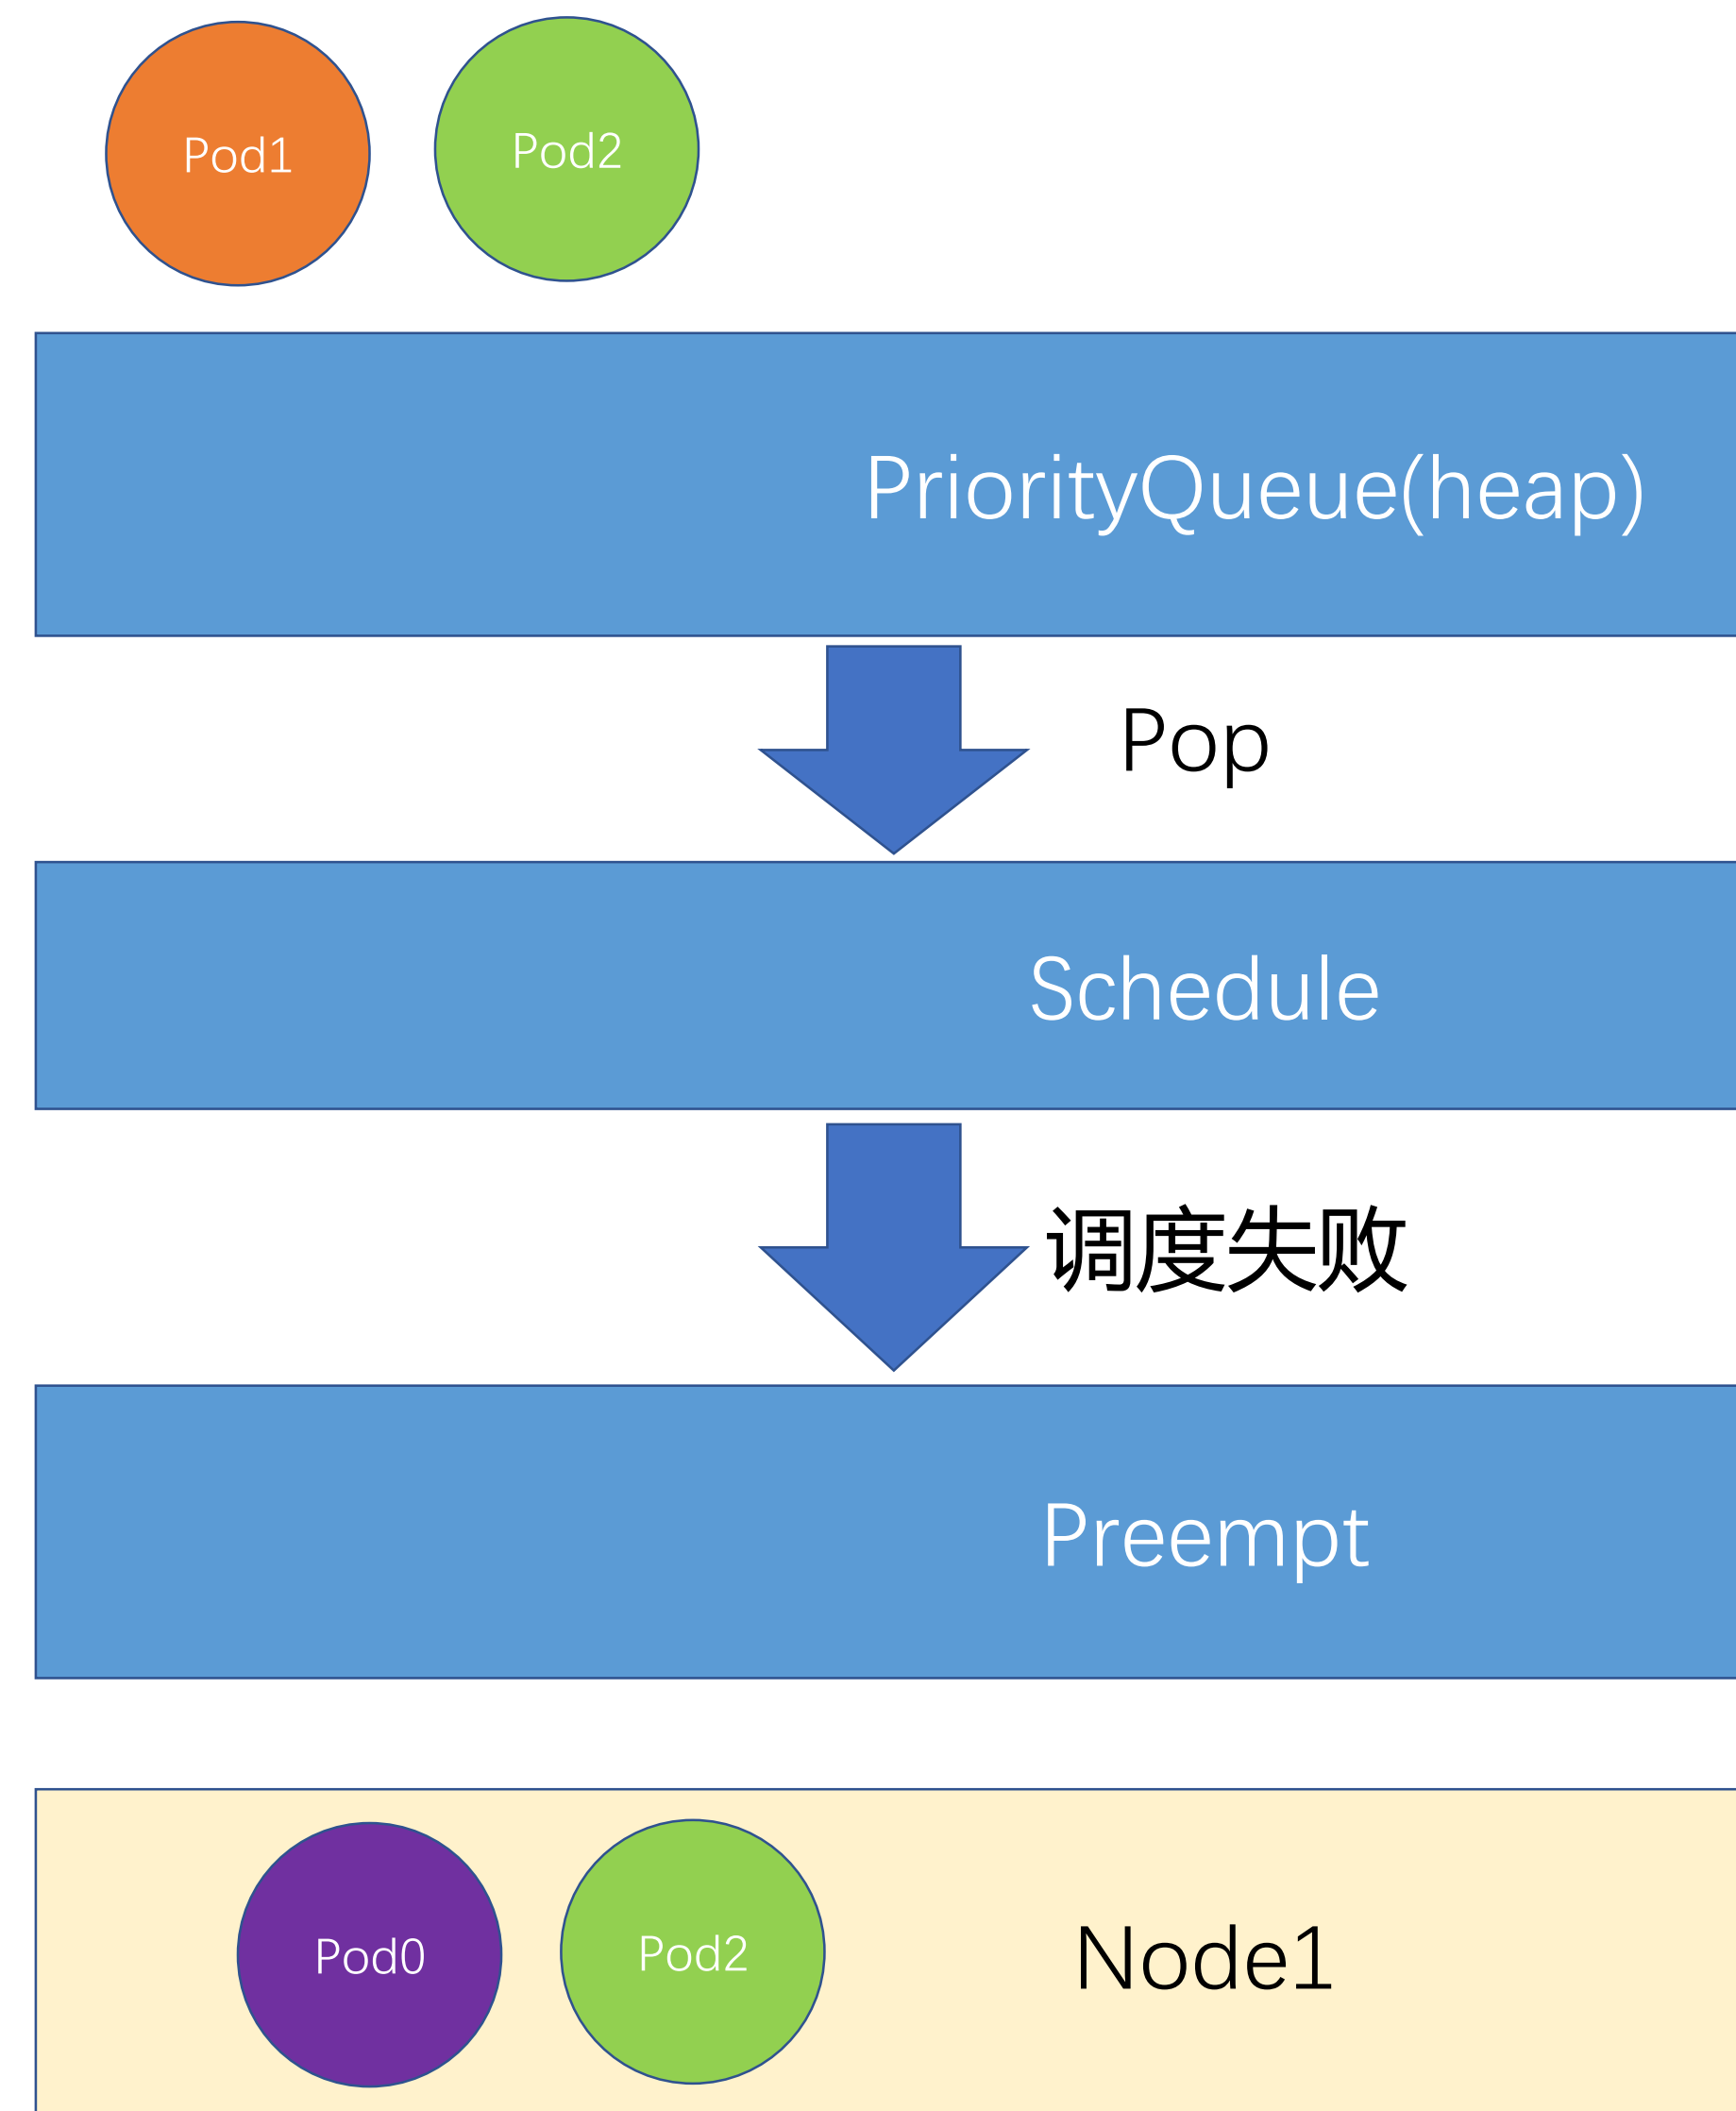 Pod1
Pod2
PriorityQueue(heap)
Pop
Schedule
调度失败
Preempt
Pod0
Pod2
Node1